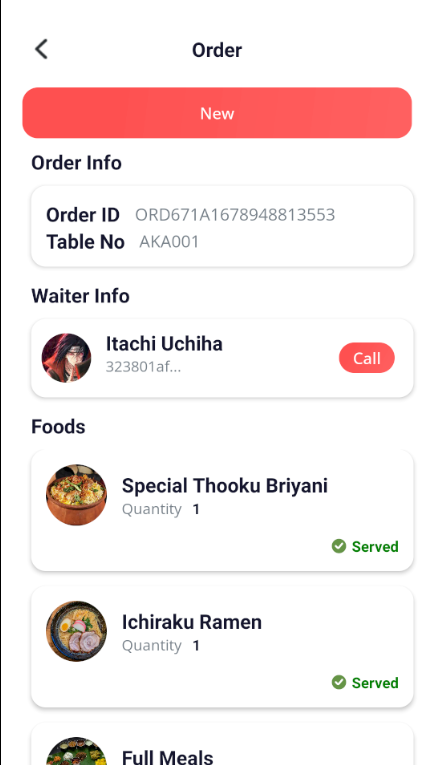 Order
New
Order Info
Order ID ORD671A1678948813553
Table No AKA001
Waiter Info
Itachi Uchiha
323801af...
Call
Foods
Special Thooku Briyani
Quantity 1
Served
Ichiraku Ramen
Quantity 1
Served
Full Meals